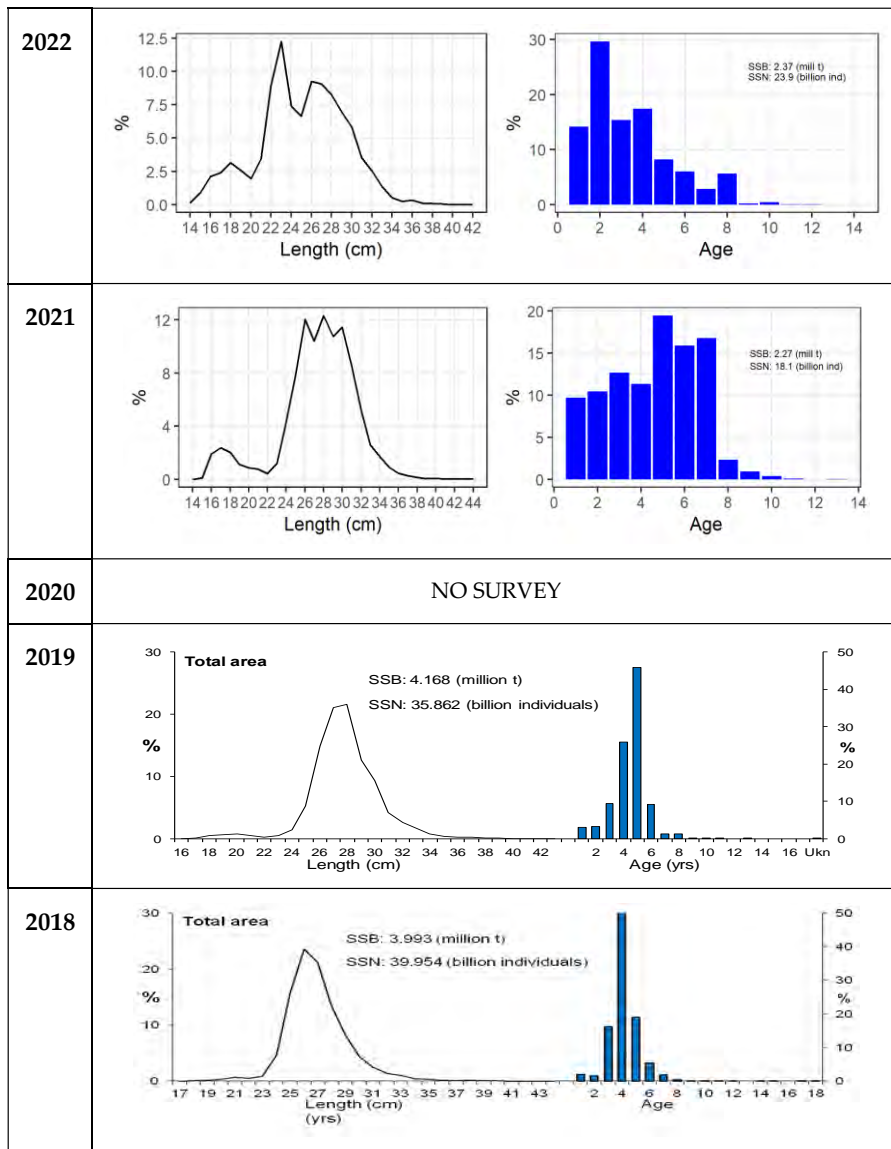 2022
12.5
10.0
7.5
5.0
2.5
0.0
%
14 16 18 20 22 24 26 28 30 32 34 36 38 40 42
Length (cm)
30
20
10
0
%
SSB: 2.37 (mill t)
SSN: 23.9 (billion ind)
2 4 6 8 10 12 14
Age
2021
12
8
4
0
%
14 16 18 20 22 24 26 28 30 32 34 36 38 40 42 44
Length (cm)
20
15
10
5
0
%
SSB: 2.27 (mill t)
SSN: 18.1 (billion ind)
0 2 4 6 8 10 12 14
Age
2020
NO SURVEY
2019
30
20
%
10
0
Total area
SSB: 4.168 (million t)
SSN: 35.862 (billion individuals)
16 18 20 22 24 26 28 30 32 34 36 38 40 42
Length (cm)
2 4 6 8 10 12 14 16 Ukn
Age (yrs)
50
40
%
30
20
10
0
2018
30
20
%
10
0
Total area
SSB: 3.993 (million t)
SSN: 39.954 (billion individuals)
17 19 21 23 25 27 29 31 33 35 37 39 41 43
Length (cm)
(yrs)
2 4 6 8 10 12 14 16 18
Age
50
40
30
%
20
10
0